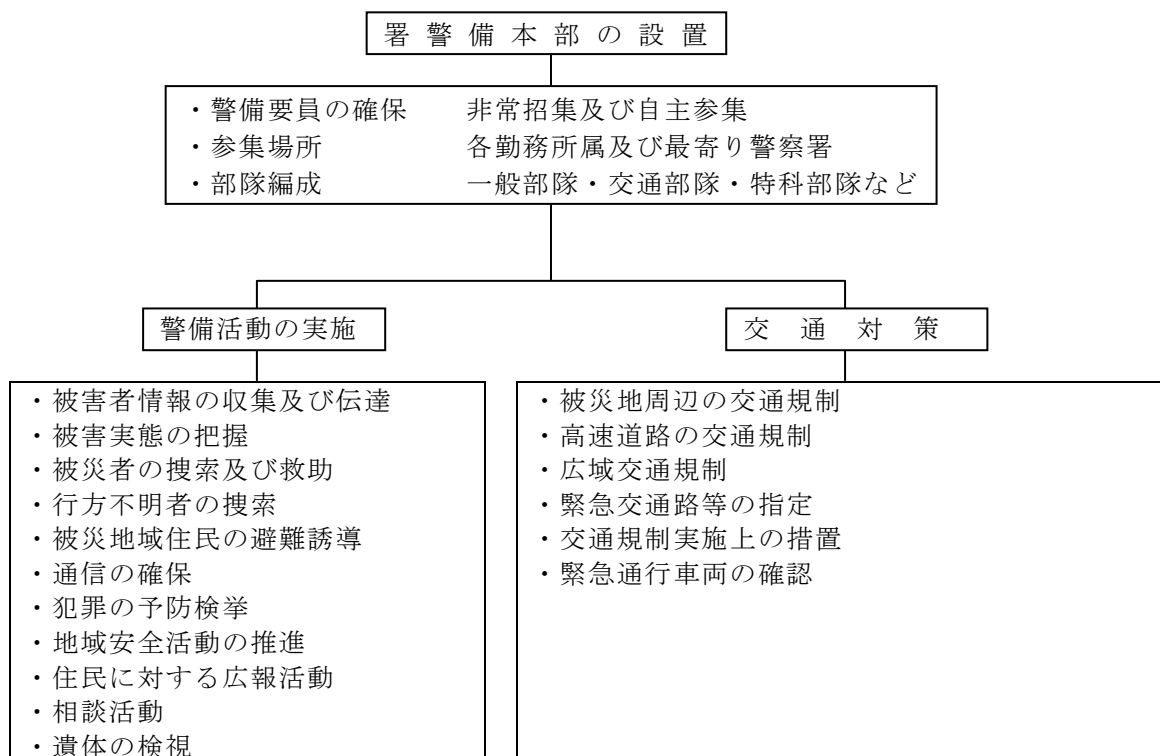 署警備本部の設置
・警備要員の確保　　非常招集及び自主参集
・参集場所　　各勤務所属及び最寄り警察署
・部隊編成　　一般部隊・交通部隊・特科部隊など
警備活動の実施
・被害者情報の収集及び伝達
・被害実態の把握
・被災者の捜索及び救助
・行方不明者の捜索
・被災地域住民の避難誘導
・通信の確保
・犯罪の予防検挙
・地域安全活動の推進
・住民に対する広報活動
・相談活動
・遺体の検視
交通対策
・被災地周辺の交通規制
・高速道路の交通規制
・広域交通規制
・緊急交通路等の指定
・交通規制実施上の措置
・緊急通行車両の確認